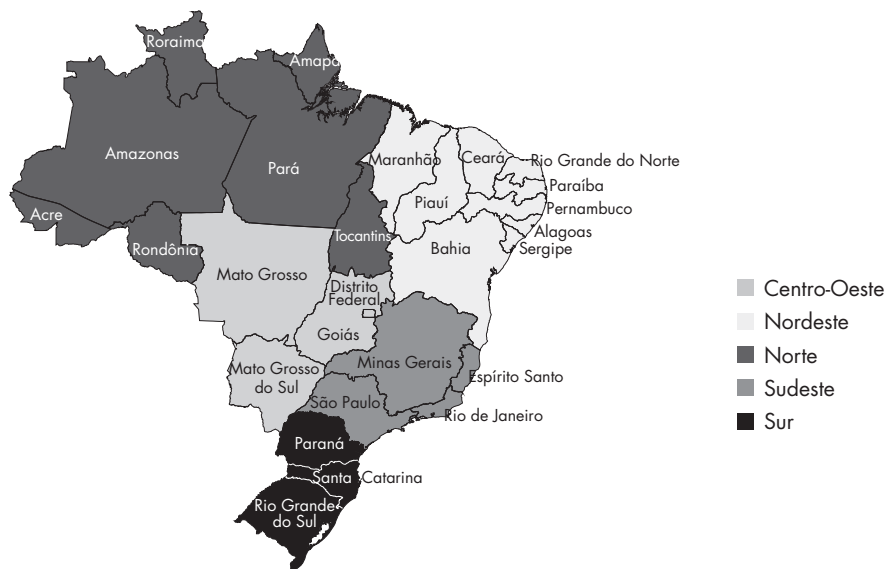 Roraima
Amapá
Amazonas
Pará
Maranhão
Ceará
Rio Grande do Norte
Paraíba
Piauí
Pernambuco
Acre
Alagoas
Rondônia
Tocantins
Bahia
Sergipe
Mato Grosso
Distrito
Federal
Goiás
Minas Gerais
Mato Grosso
do Sul
Espírito Santo
São Paulo
Rio de Janeiro
Paraná
Santa Catarina
Rio Grande
do Sul
Centro-Oeste
Nordeste
Norte
Sudeste
Sur